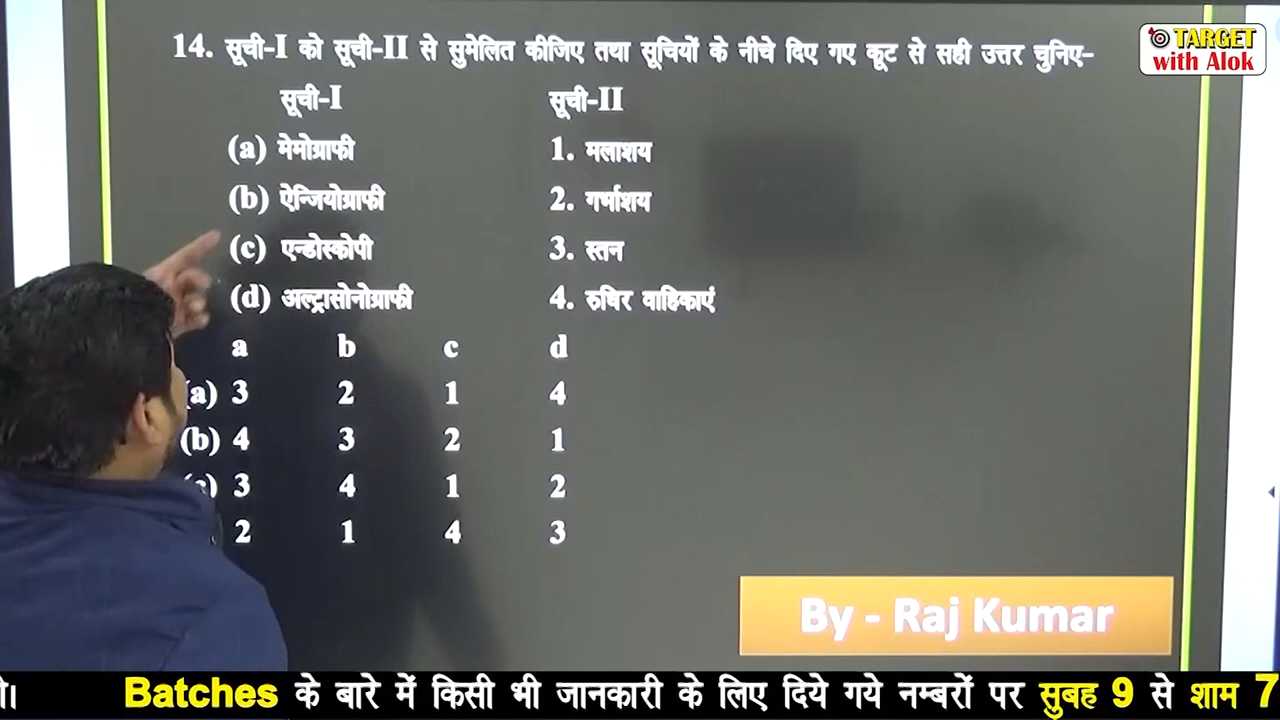 TARGET
with Alok
14. सूची-I को सूची-II से सुमेलित कीजिए तथा सूचियों के नीचे दिए गए कूट से सही उत्तर चुनिए-
सूची-I सूची-II
(a) मेमोग्राफी 1. मलाशय
(b) ऐन्जियोग्राफी 2. गर्भाशय
(c) एन्डोस्कोपी 3. स्तन
(d) अल्ट्रासोनोग्राफी 4. रुधिर वाहिकाएं
a b c d
(a) 3 2 1 4
(b) 4 3 2 1
(c) 3 4 1 2
2 1 4 3
By - Raj Kumar
Batches के बारे में किसी भी जानकारी के लिए दिये गये नम्बरों पर सुबह 9 से शाम 7